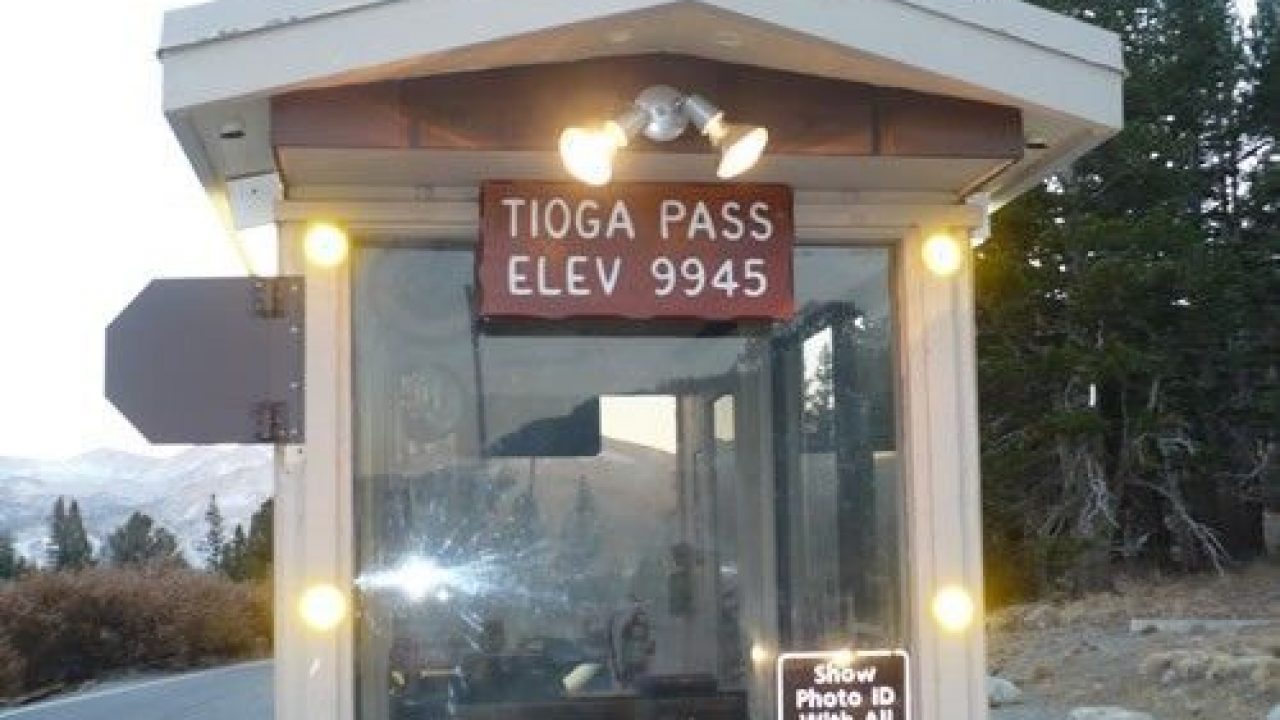 TIOGA PASS
ELEV 9945
Show
Photo ID
With All